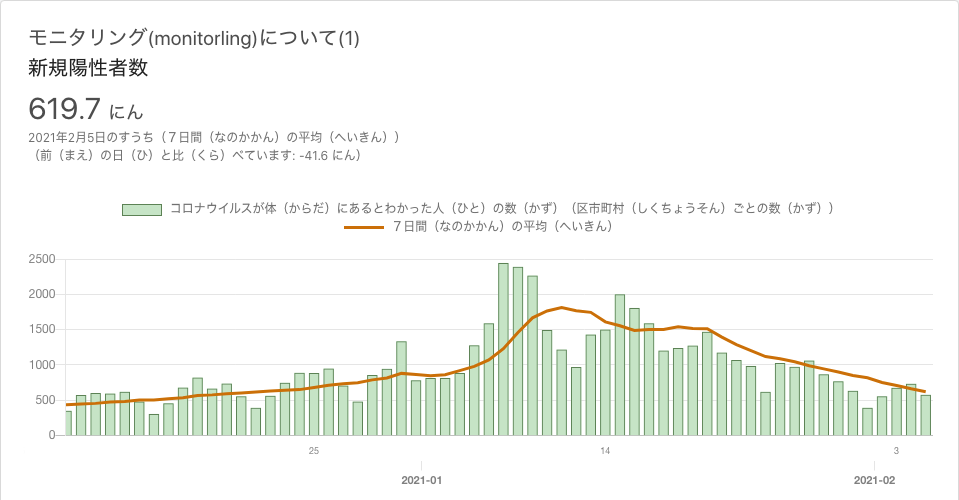 モニタリング(monitorling)について(1)
新規陽性者数
619.7 にん
2021年2月5日のすうち（７日間（なのかかん）の平均（へいきん））
（前（まえ）の日（ひ）と比（くら）べています: -41.6 にん）
コロナウイルスが体（からだ）にあるとわかった人（ひと）の数（かず）（区市町村（しくちょうそん）ごとの数（かず））
７日間（なのかかん）の平均（へいきん）
2500
2000
1500
1000
500
0
25 14 3
2021-01 2021-02